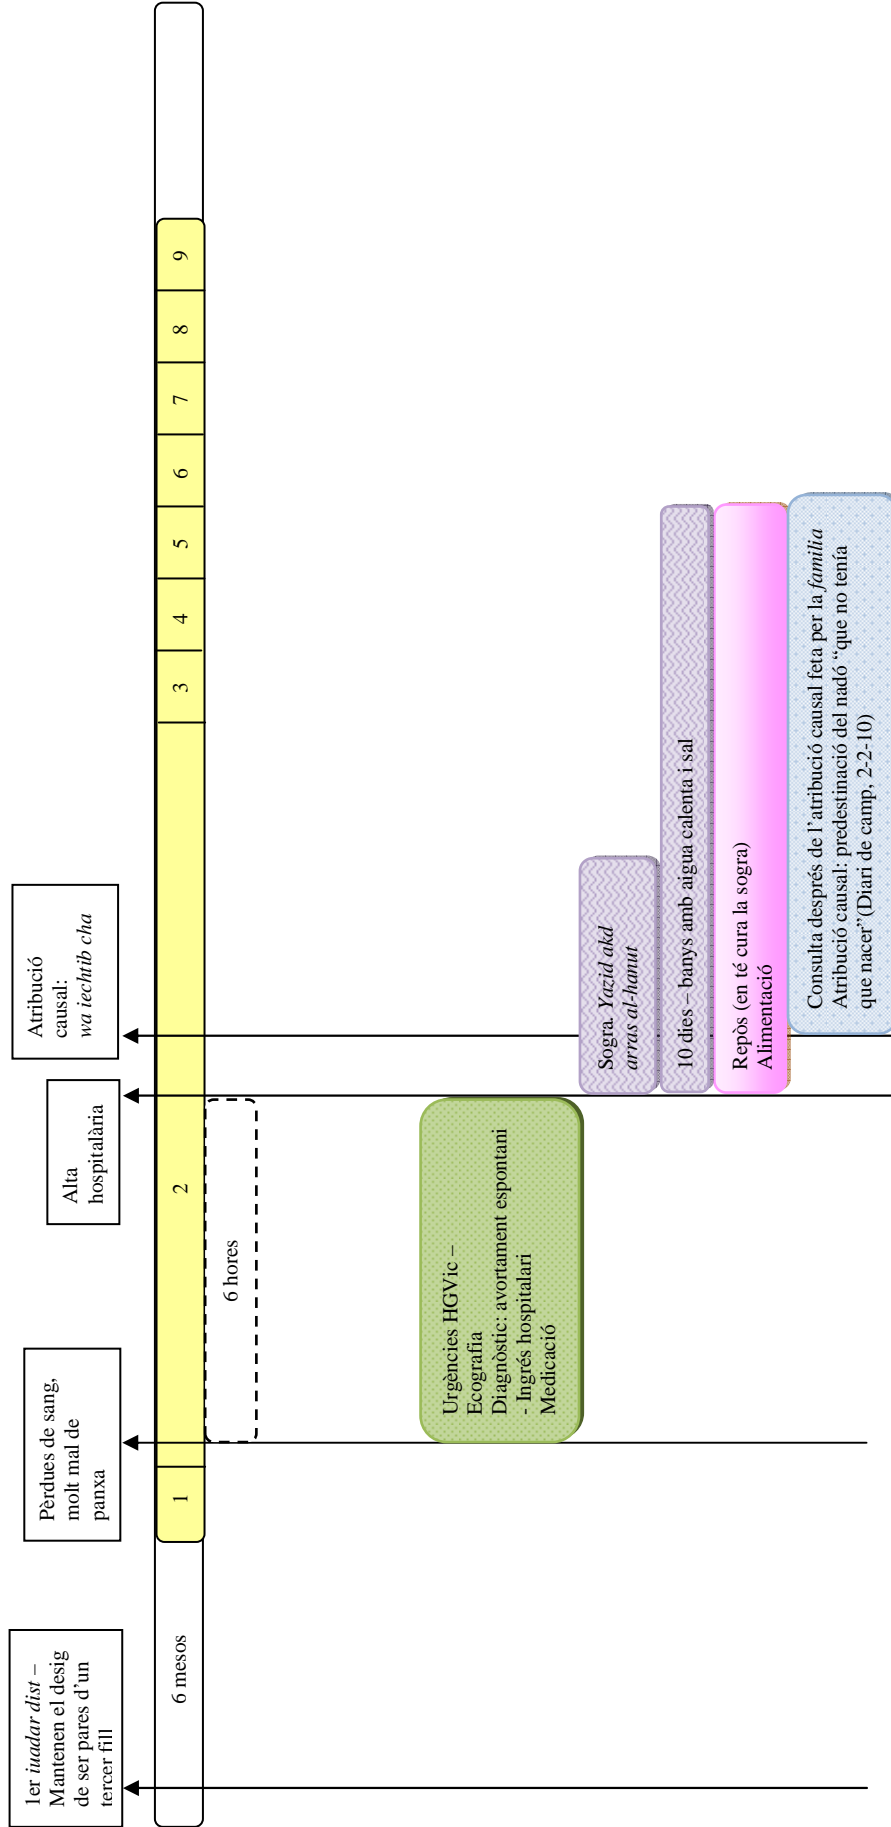 1er iuadar dist –
Mantenen el desig
de ser pares d’un
tercer fill
Pèrdues de sang,
molt mal de
panxa
Alta
hospitalària
Atribució
causal:
wa iechtib cha
6 mesos
1
2
3
4
5
6
7
8
9
6 hores
Urgències HGVic –
Ecografia
Diagnòstic: avortament espontani
- Ingrés hospitalari
Medicació
Sogra. Yazid akd
arras al-hanut
10 dies – banys amb aigua calenta i sal
Repòs (en té cura la sogra)
Alimentació
Consulta després de l’atribució causal feta per la familia
Atribució causal: predestinació del nadó “que no tenía
que nacer”(Diari de camp, 2-2-10)